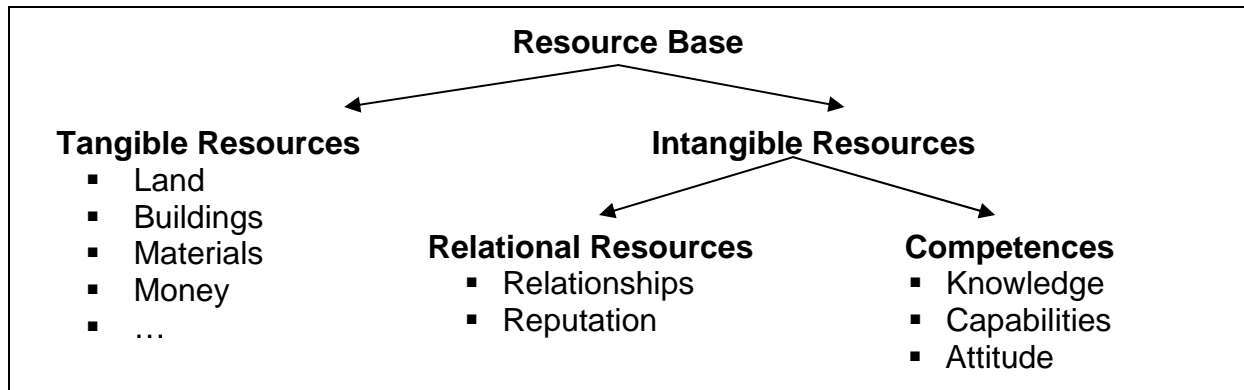 Resource Base
Tangible Resources
▪ Land
▪ Buildings
▪ Materials
▪ Money
▪ …
Intangible Resources
Relational Resources
▪ Relationships
▪ Reputation
Competences
▪ Knowledge
▪ Capabilities
▪ Attitude